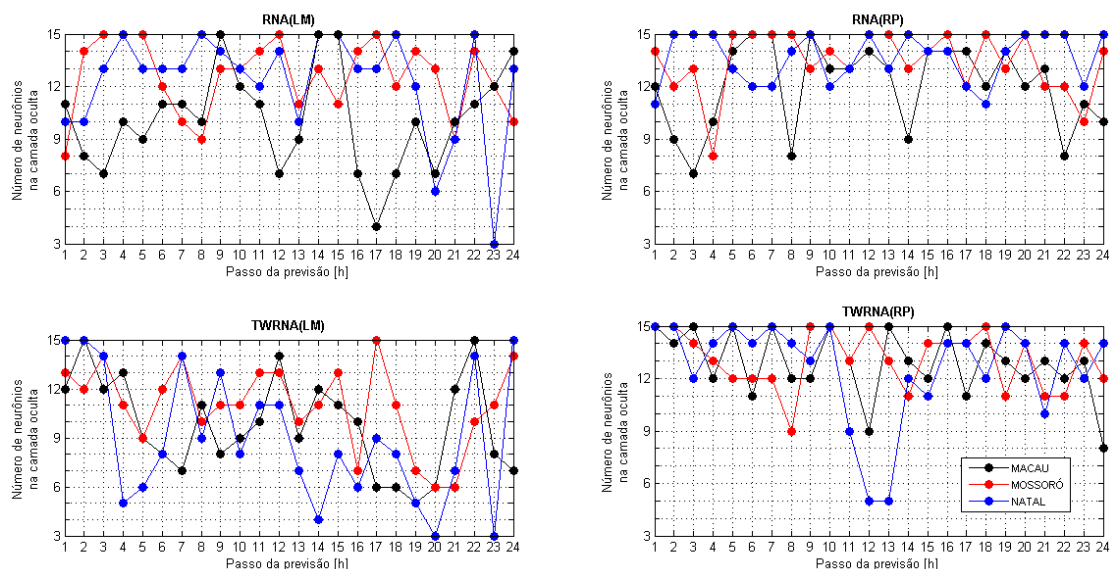 RNA(LM)
15
12
9
6
3
Número de neurônios
na camada oculta
1 2 3 4 5 6 7 8 9 10 11 12 13 14 15 16 17 18 19 20 21 22 23 24
Passo da previsão [h]
RNA(RP)
15
12
9
6
3
Número de neurônios
na camada oculta
1 2 3 4 5 6 7 8 9 10 11 12 13 14 15 16 17 18 19 20 21 22 23 24
Passo da previsão [h]
TWRNA(LM)
15
12
9
6
3
Número de neurônios
na camada oculta
1 2 3 4 5 6 7 8 9 10 11 12 13 14 15 16 17 18 19 20 21 22 23 24
Passo da previsão [h]
TWRNA(RP)
15
12
9
6
3
Número de neurônios
na camada oculta
MACAU
MOSSORÓ
NATAL
1 2 3 4 5 6 7 8 9 10 11 12 13 14 15 16 17 18 19 20 21 22 23 24
Passo da previsão [h]